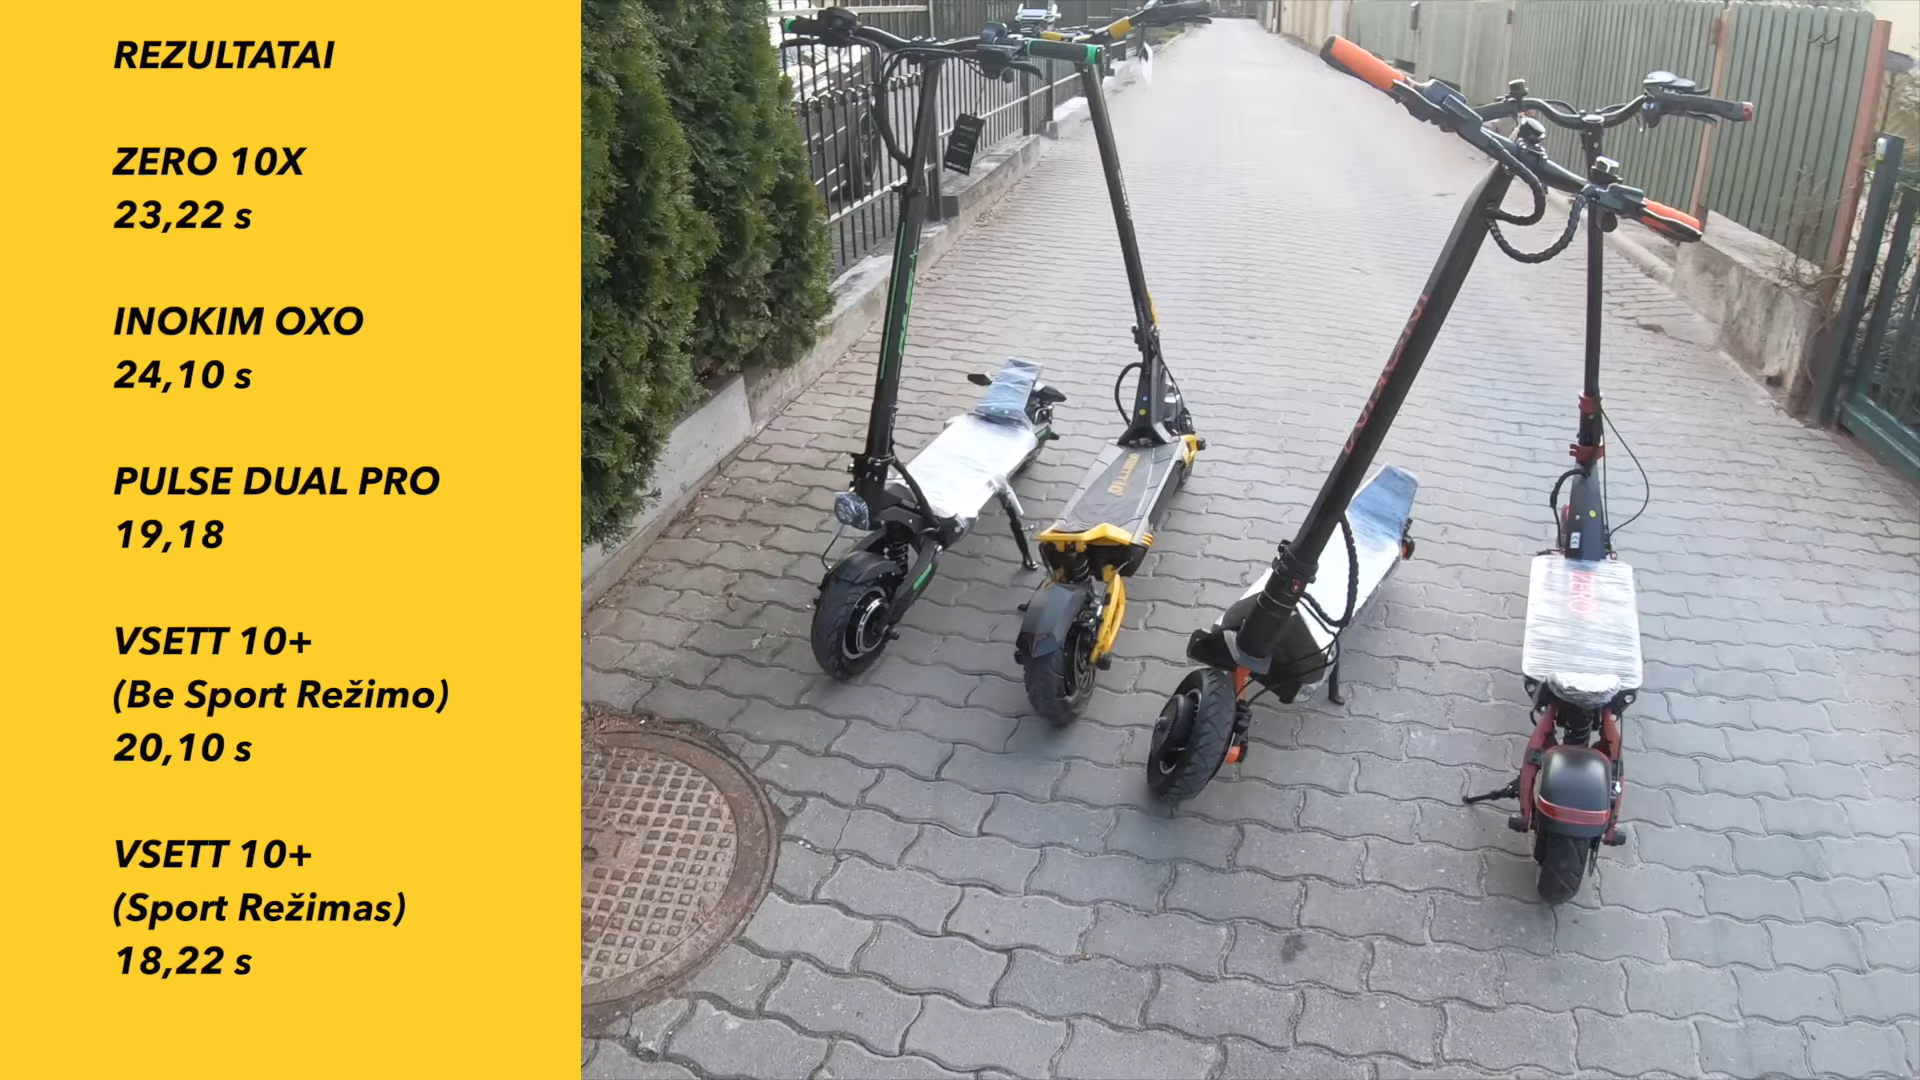 REZULTATAI
ZERO 10X
23,22 s
INOKIM OXO
24,10 s
PULSE DUAL PRO
19,18
VSETT 10+
(Be Sport Režimo)
20,10 s
VSETT 10+
(Sport Režimas)
18,22 s
ZERO